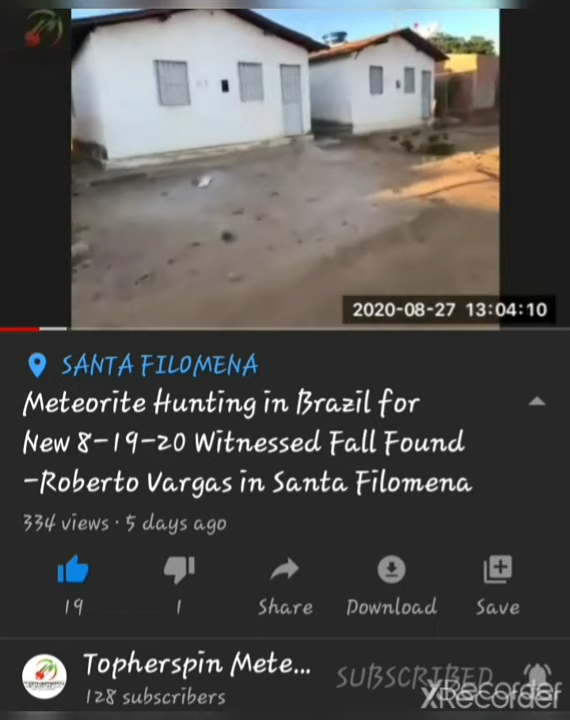 2020-08-27 13:04:10
SANTA FILOMENA
Meteorite Hunting in Brazil for
New 8-19-20 Witnessed Fall Found
-Roberto Vargas in Santa Filomena
334 views · 5 days ago
19 1 Share Download Save
Topherspin Mete...
SUBSCRIBED
128 subscribers
XRecorder